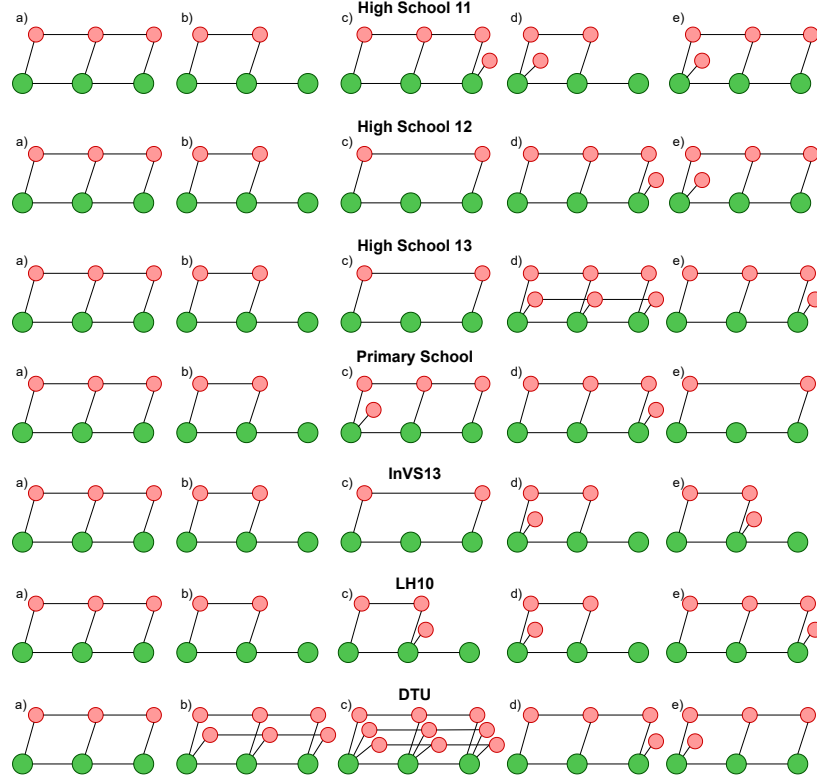 High School 11
a) b) c) d) e)
High School 12
a) b) c) d) e)
High School 13
a) b) c) d) e)
Primary School
a) b) c) d) e)
InVS13
a) b) c) d) e)
LH10
a) b) c) d) e)
DTU
a) b) c) d) e)